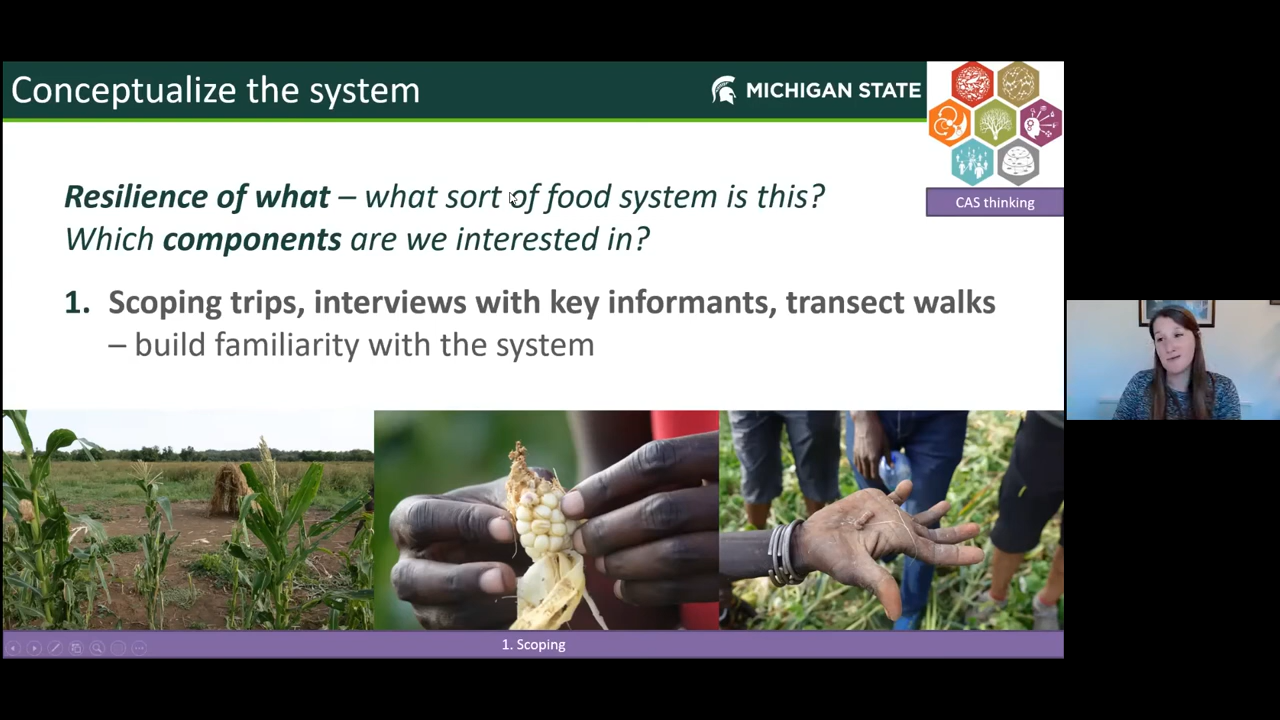 Conceptualize the system
MICHIGAN STATE
CAS thinking
Resilience of what – what sort of food system is this?
Which components are we interested in?
1. Scoping trips, interviews with key informants, transect walks
– build familiarity with the system
1. Scoping